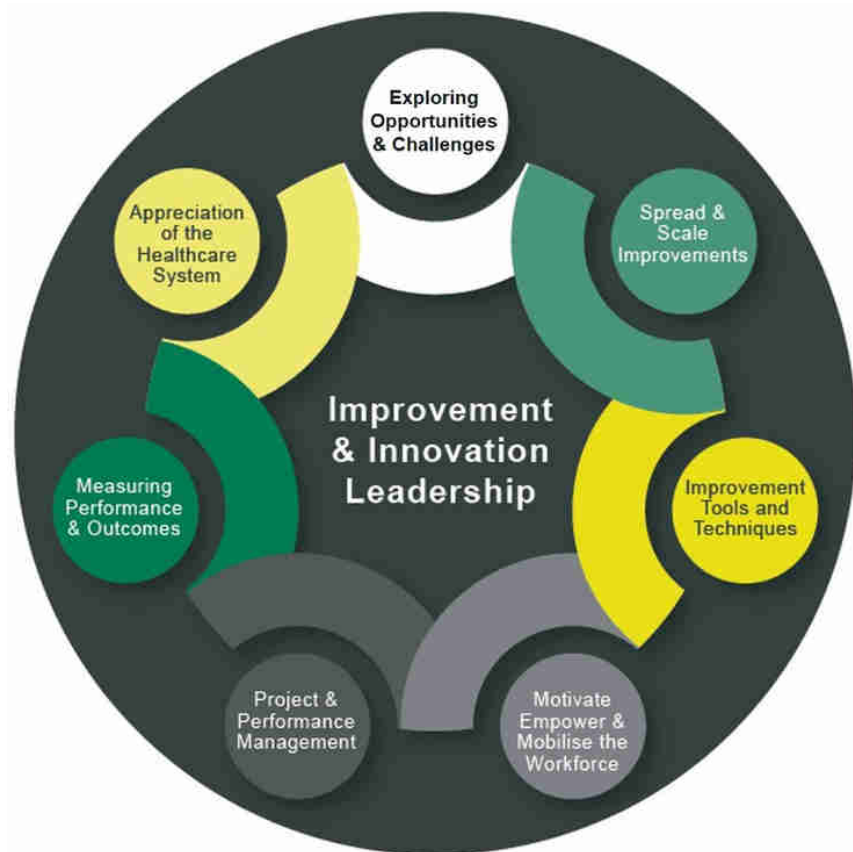 Exploring
Opportunities
& Challenges
Spread &
Scale
Improvements
Improvement
Tools and
Techniques
Motivate
Empower &
Mobilise the
Workforce
Project &
Performance
Management
Measuring
Performance
& Outcomes
Appreciation
of the
Healthcare
System
Improvement
& Innovation
Leadership